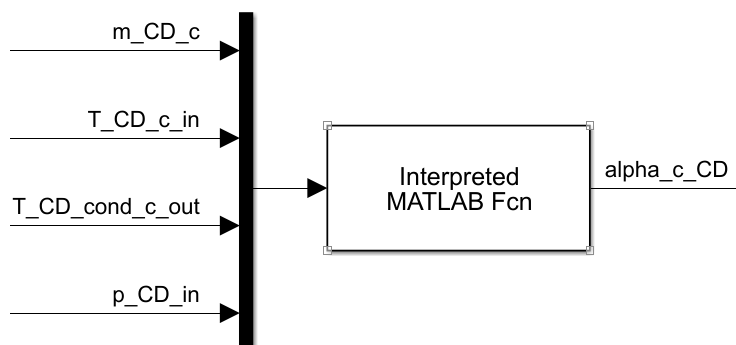 m_CD_c
T_CD_c_in
T_CD_cond_c_out
p_CD_in
Interpreted
MATLAB Fcn
alpha_c_CD